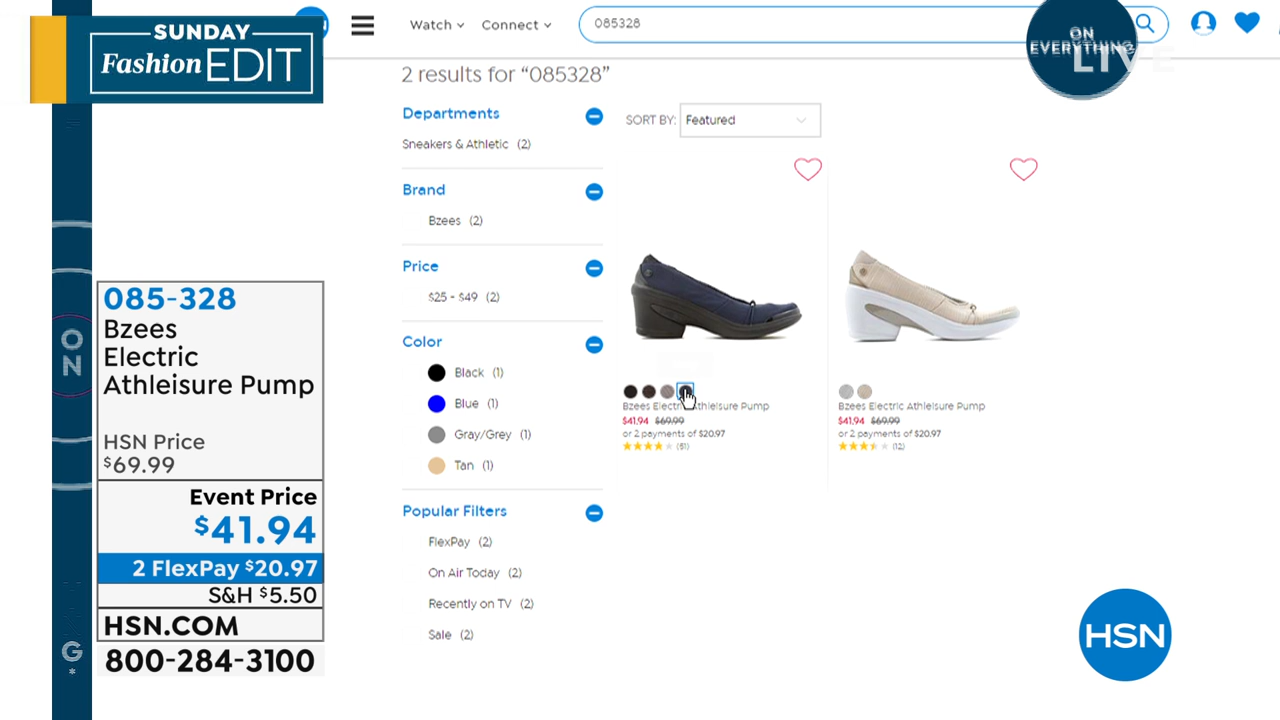 SUNDAY
Fashion EDIT
Watch
Connect
085328
ON
EVERYTHING
LIVE
2 results for "085328"
Departments
Sneakers & Athletic (2)
Brand
Bzees (2)
Price
$25 - $49 (2)
Color
Black (1)
Blue (1)
Gray/Grey (1)
Tan (1)
Popular Filters
FlexPay (2)
On Air Today (2)
Recently on TV (2)
Sale (2)
SORT BY: Featured
Bzees Electric Athleisure Pump
$41.94 $69.99
or 2 payments of $20.97
(51)
Bzees Electric Athleisure Pump
$41.94 $69.99
or 2 payments of $20.97
(12)
ON
G*
085-328
Bzees
Electric
Athleisure Pump
HSN Price
$69.99
Event Price
$41.94
2 FlexPay $20.97
S&H $5.50
HSN.COM
800-284-3100
HSN